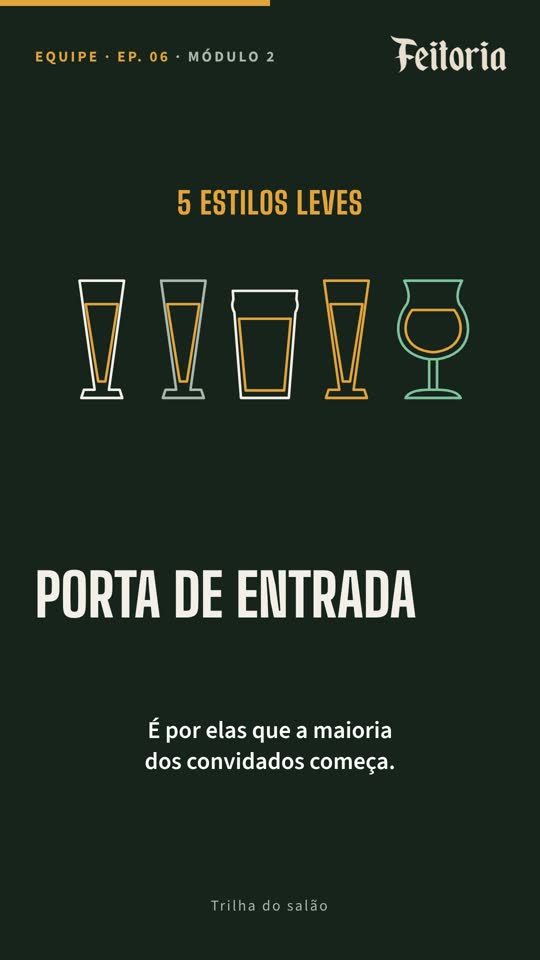 EQUIPE · EP. 06 · MÓDULO 2
Feitoria
5 ESTILOS LEVES
PORTA DE ENTRADA
É por elas que a maioria
dos convidados começa.
Trilha do salão